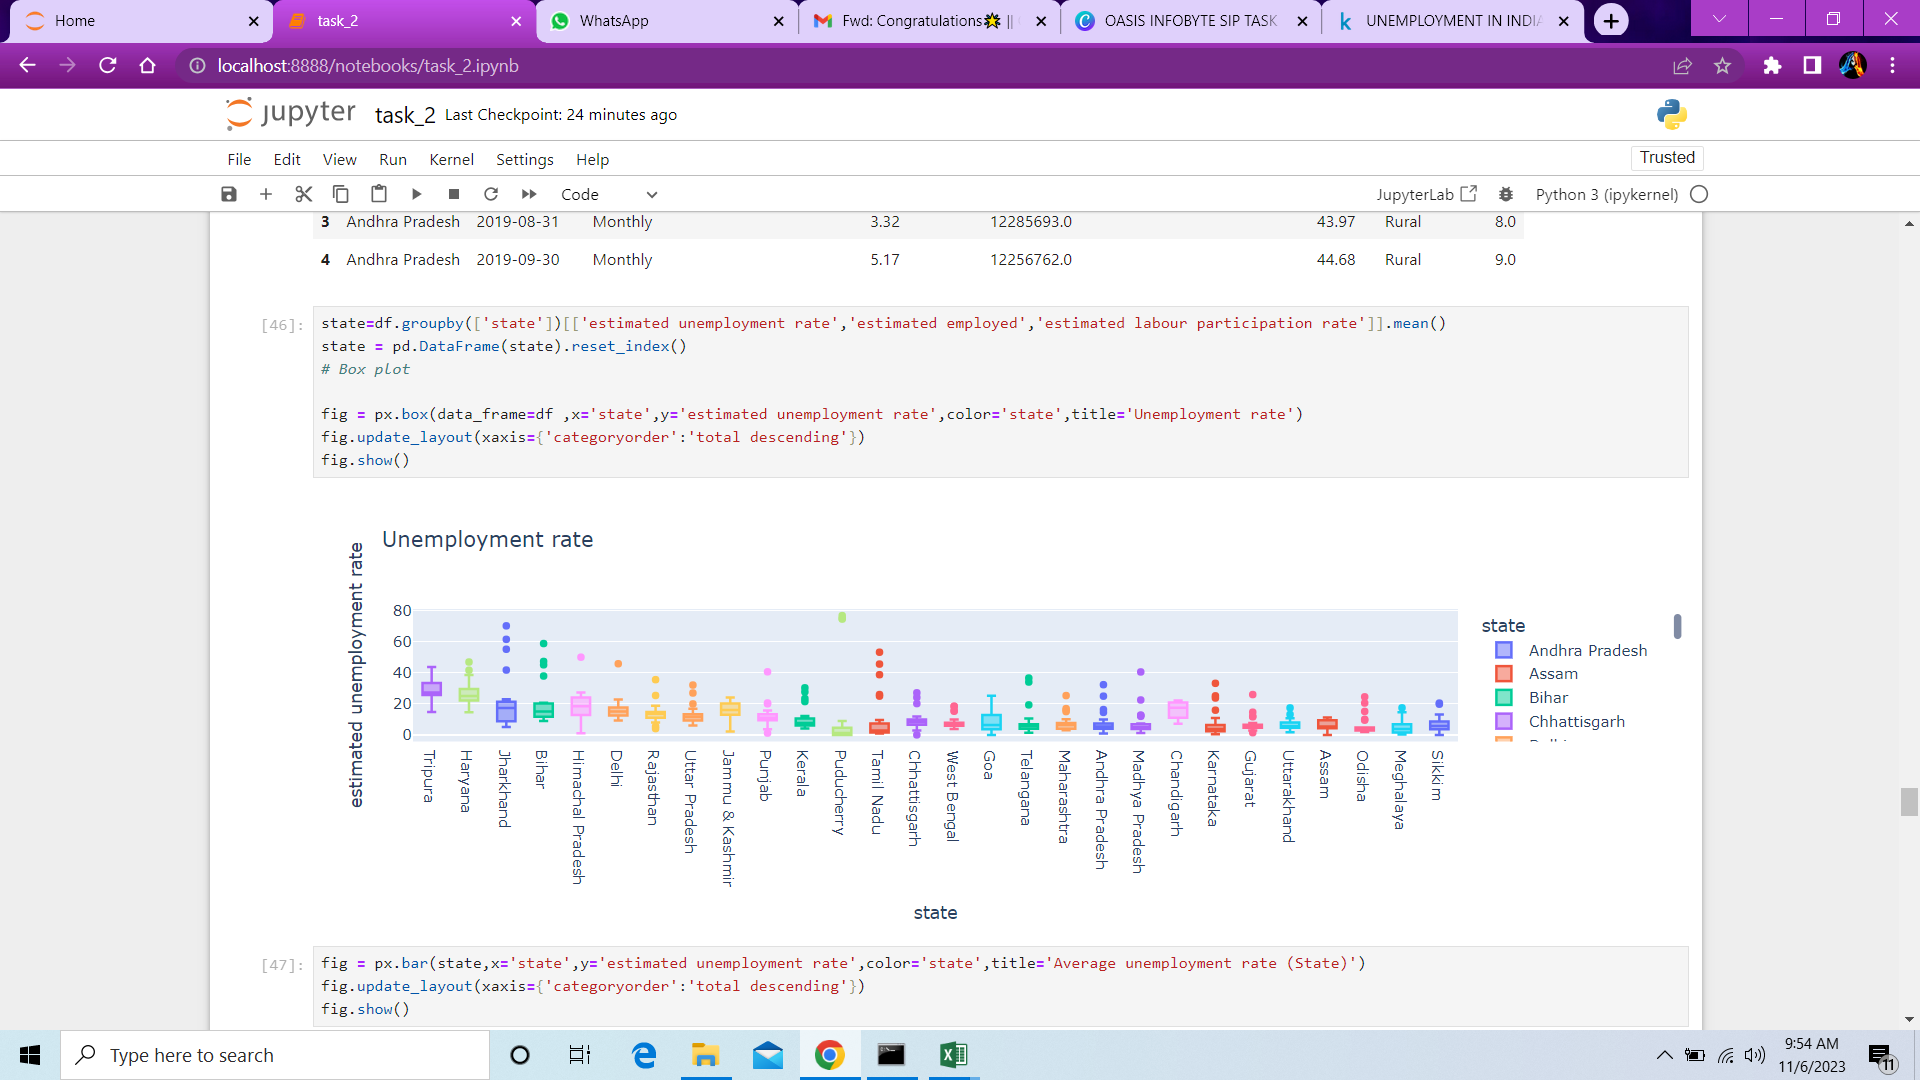 Home
task_2
WhatsApp
Fwd: Congratulations🌟 ||
OASIS INFOBYTE SIP TASK
UNEMPLOYMENT IN INDIA
localhost:8888/notebooks/task_2.ipynb
jupyter task_2 Last Checkpoint: 24 minutes ago
File Edit View Run Kernel Settings Help Trusted
Code JupyterLab Python 3 (ipykernel)
3 Andhra Pradesh 2019-08-31 Monthly 3.32 12285693.0 43.97 Rural 8.0
4 Andhra Pradesh 2019-09-30 Monthly 5.17 12256762.0 44.68 Rural 9.0
[46]:
state=df.groupby(['state'])[['estimated unemployment rate','estimated employed','estimated labour participation rate']].mean()
state = pd.DataFrame(state).reset_index()
# Box plot
fig = px.box(data_frame=df ,x='state',y='estimated unemployment rate',color='state',title='Unemployment rate')
fig.update_layout(xaxis={'categoryorder':'total descending'})
fig.show()
Unemployment rate
estimated unemployment rate
80
60
40
20
0
Tripura
Haryana
Jharkhand
Bihar
Himachal Pradesh
Delhi
Rajasthan
Uttar Pradesh
Jammu & Kashmir
Punjab
Kerala
Puducherry
Tamil Nadu
Chhattisgarh
West Bengal
Goa
Telangana
Maharashtra
Andhra Pradesh
Madhya Pradesh
Chandigarh
Karnataka
Gujarat
Uttarakhand
Assam
Odisha
Meghalaya
Sikkim
state
state
Andhra Pradesh
Assam
Bihar
Chhattisgarh
[47]:
fig = px.bar(state,x='state',y='estimated unemployment rate',color='state',title='Average unemployment rate (State)')
fig.update_layout(xaxis={'categoryorder':'total descending'})
fig.show()
Type here to search
9:54 AM
11/6/2023
11